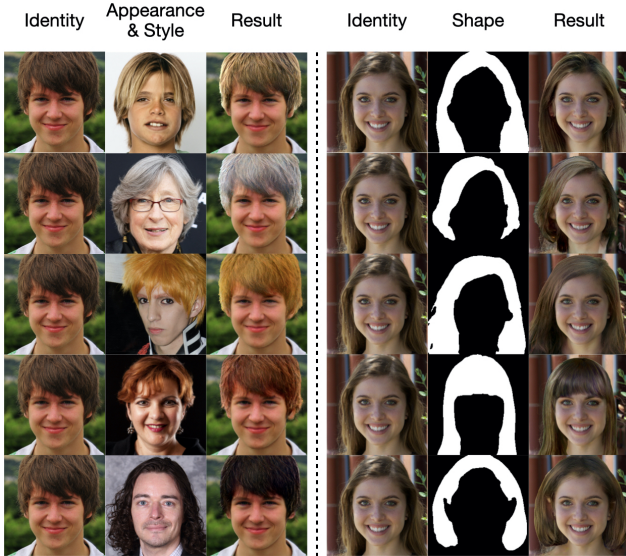 Identity
Appearance
& Style
Result
Identity
Shape
Result